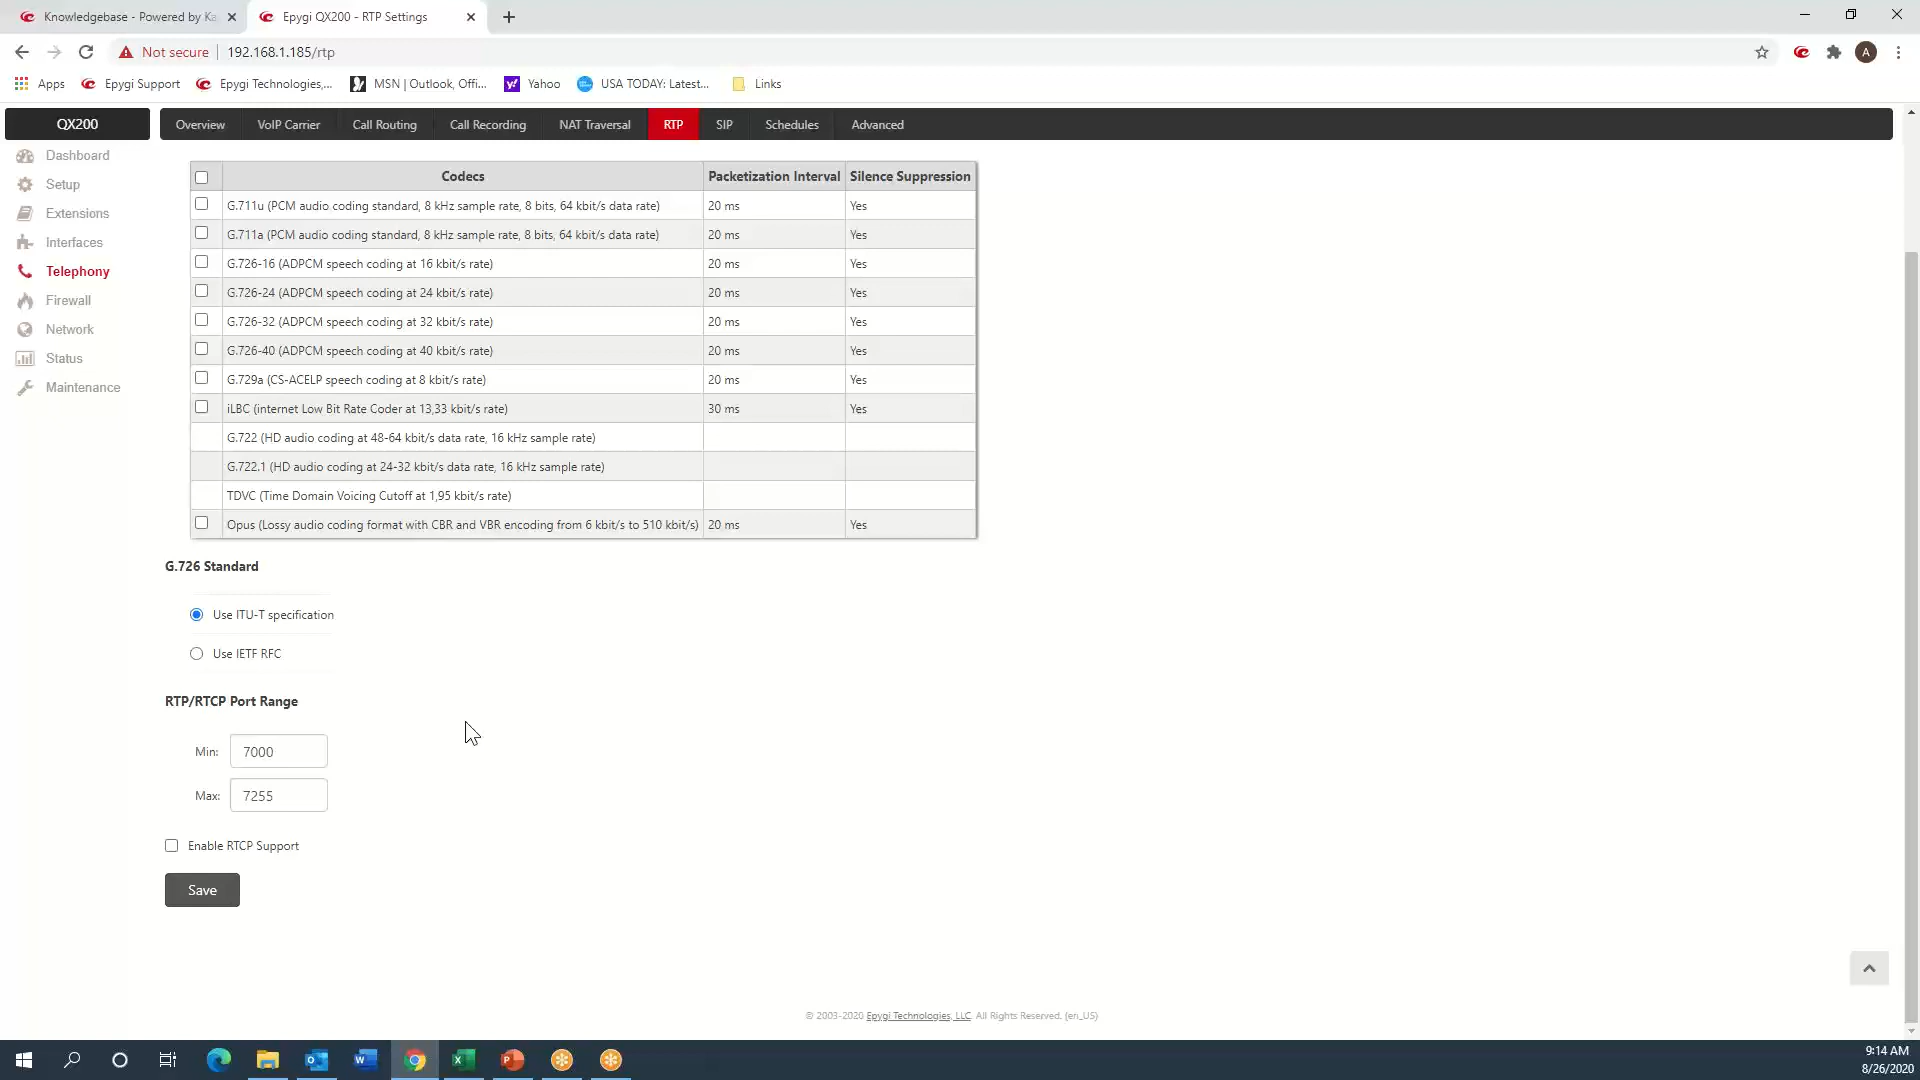 Knowledgebase - Powered by Ka
Epygi QX200 - RTP Settings
Not secure
192.168.1.185/rtp
A
Apps
Epygi Support
Epygi Technologies,...
MSN | Outlook, Offi...
Yahoo
USA TODAY: Latest...
Links
QX200
Overview
VoIP Carrier
Call Routing
Call Recording
NAT Traversal
RTP
SIP
Schedules
Advanced
Dashboard
Setup
Extensions
Interfaces
Telephony
Firewall
Network
Status
Maintenance
Codecs Packetization Interval Silence Suppression
G.711u (PCM audio coding standard, 8 kHz sample rate, 8 bits, 64 kbit/s data rate) 20 ms Yes
G.711a (PCM audio coding standard, 8 kHz sample rate, 8 bits, 64 kbit/s data rate) 20 ms Yes
G.726-16 (ADPCM speech coding at 16 kbit/s rate) 20 ms Yes
G.726-24 (ADPCM speech coding at 24 kbit/s rate) 20 ms Yes
G.726-32 (ADPCM speech coding at 32 kbit/s rate) 20 ms Yes
G.726-40 (ADPCM speech coding at 40 kbit/s rate) 20 ms Yes
G.729a (CS-ACELP speech coding at 8 kbit/s rate) 20 ms Yes
iLBC (internet Low Bit Rate Coder at 13,33 kbit/s rate) 30 ms Yes
G.722 (HD audio coding at 48-64 kbit/s data rate, 16 kHz sample rate)
G.722.1 (HD audio coding at 24-32 kbit/s data rate, 16 kHz sample rate)
TDVC (Time Domain Voicing Cutoff at 1,95 kbit/s rate)
Opus (Lossy audio coding format with CBR and VBR encoding from 6 kbit/s to 510 kbit/s) 20 ms Yes
G.726 Standard
Use ITU-T specification
Use IETF RFC
RTP/RTCP Port Range
Min: 7000
Max: 7255
Enable RTCP Support
Save
© 2003-2020 Epygi Technologies, LLC. All Rights Reserved. (en_US)
9:14 AM
8/26/2020